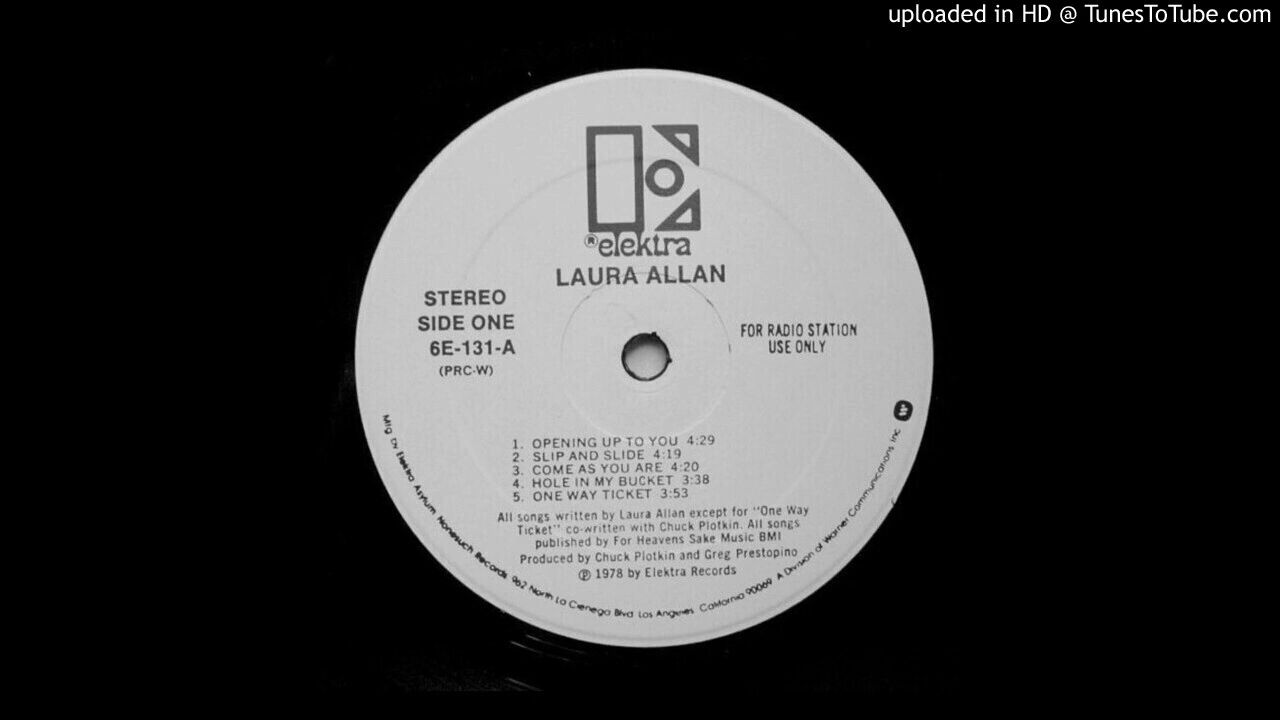 uploaded in HD @ TunesToTube.com
® elektra
LAURA ALLAN
STEREO
SIDE ONE
6E-131-A
(PRC-W)
FOR RADIO STATION
USE ONLY
1. OPENING UP TO YOU 4:29
2. SLIP AND SLIDE 4:19
3. COME AS YOU ARE 4:20
4. HOLE IN MY BUCKET 3:38
5. ONE WAY TICKET 3:53
All songs written by Laura Allan except for "One Way
Ticket" co-written with Chuck Plotkin. All songs
published by For Heavens Sake Music BMI
Produced by Chuck Plotkin and Greg Prestopino
Ⓟ 1978 by Elektra Records
Mfg by Elektra Asylum Nonesuch Records 962 North La Cienega Blvd Los Angeles California 90069 A Division of Warner Communications Inc